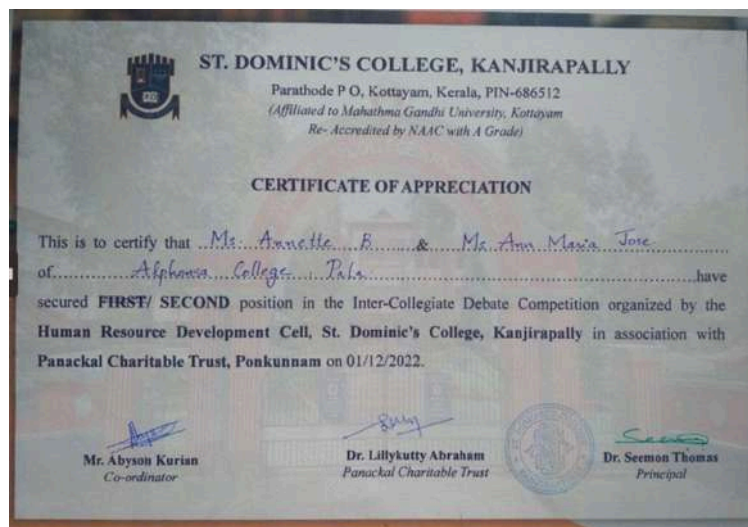 ST. DOMINIC'S COLLEGE, KANJIRAPALLY
Parathode P O, Kottayam, Kerala, PIN-686512
(Affiliated to Mahathma Gandhi University, Kottayam
Re- Accredited by NAAC with A Grade)
CERTIFICATE OF APPRECIATION
This is to certify that Ms. Annette B & Ms Ann Maria Jose
of Alphonsa College, Pala have
secured FIRST/ SECOND position in the Inter-Collegiate Debate Competition organized by the
Human Resource Development Cell, St. Dominic's College, Kanjirapally in association with
Panackal Charitable Trust, Ponkunnam on 01/12/2022.
Mr. Abyson Kurian
Co-ordinator
Dr. Lillykutty Abraham
Panackal Charitable Trust
Dr. Seemon Thomas
Principal